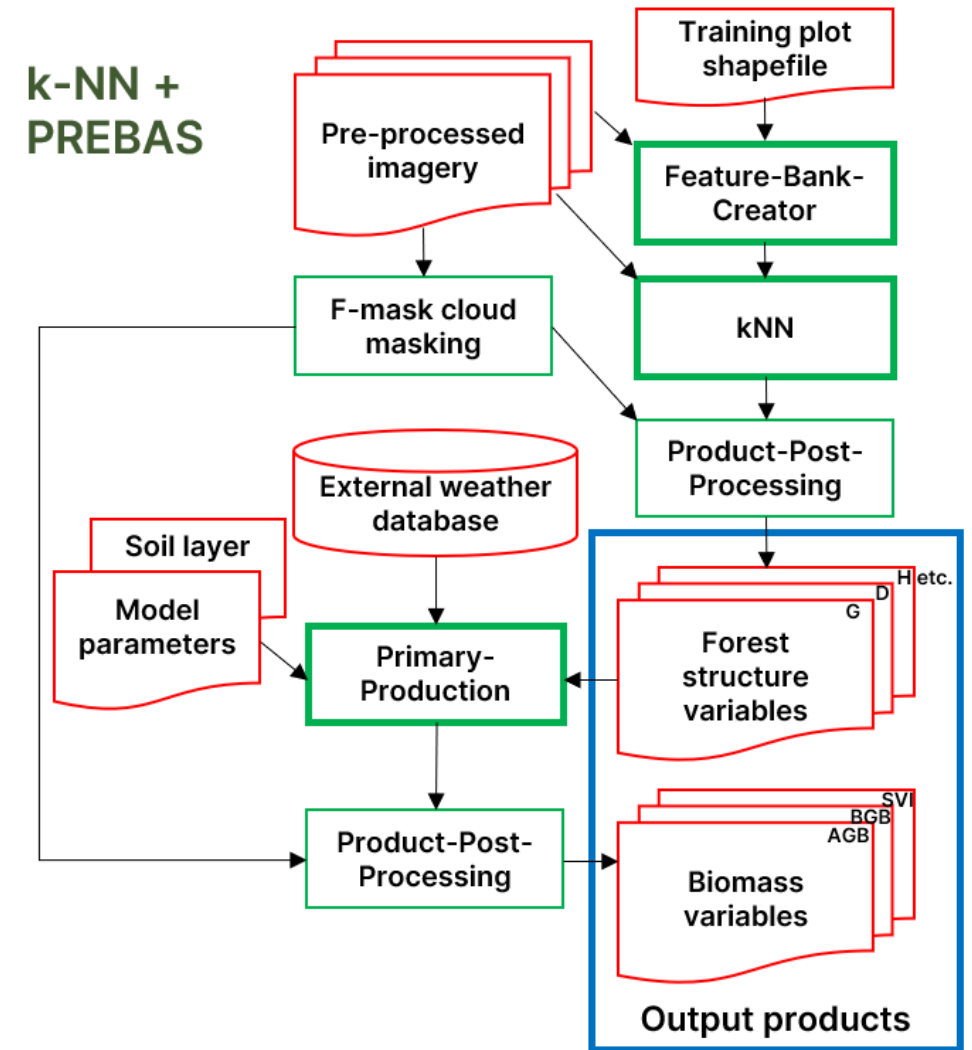 k-NN +
PREBAS
Training plot
shapefile
Pre-processed
imagery
Feature-Bank-
Creator
F-mask cloud
masking
kNN
Product-Post-
Processing
External weather
database
Soil layer
Model
parameters
Primary-
Production
H etc.
D
G
Forest
structure
variables
Product-Post-
Processing
SVI
BGB
AGB
Biomass
variables
Output products